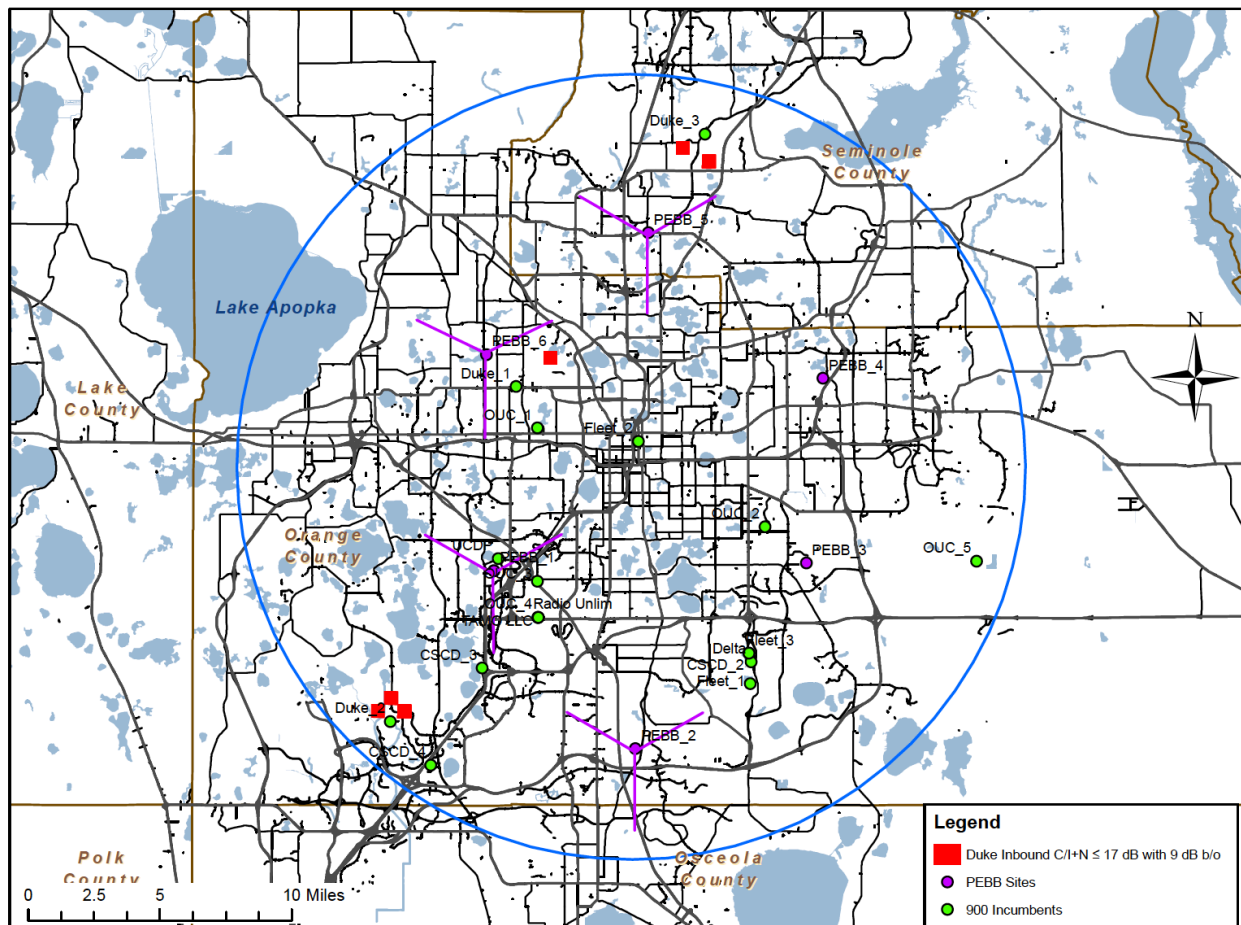 Duke_3
Seminole
County
PEBB_5
Lake Apopka
N
PEBB_6
PEBB_4
Duke_1
Lake
County
OUC_1
Fleet_2
OUC_2
Orange
County
UCDP
PEBB_1
PEBB_3
OUC_5
OUC_4
Radio Unlim
CSCD_3
Delta
Fleet_3
CSCD_2
Fleet_1
Duke_2
PEBB_2
CSCD_4
Polk
County
Osceola
County
0 2.5 5 10 Miles
Legend
Duke Inbound C/I+N ≤ 17 dB with 9 dB b/o
PEBB Sites
900 Incumbents